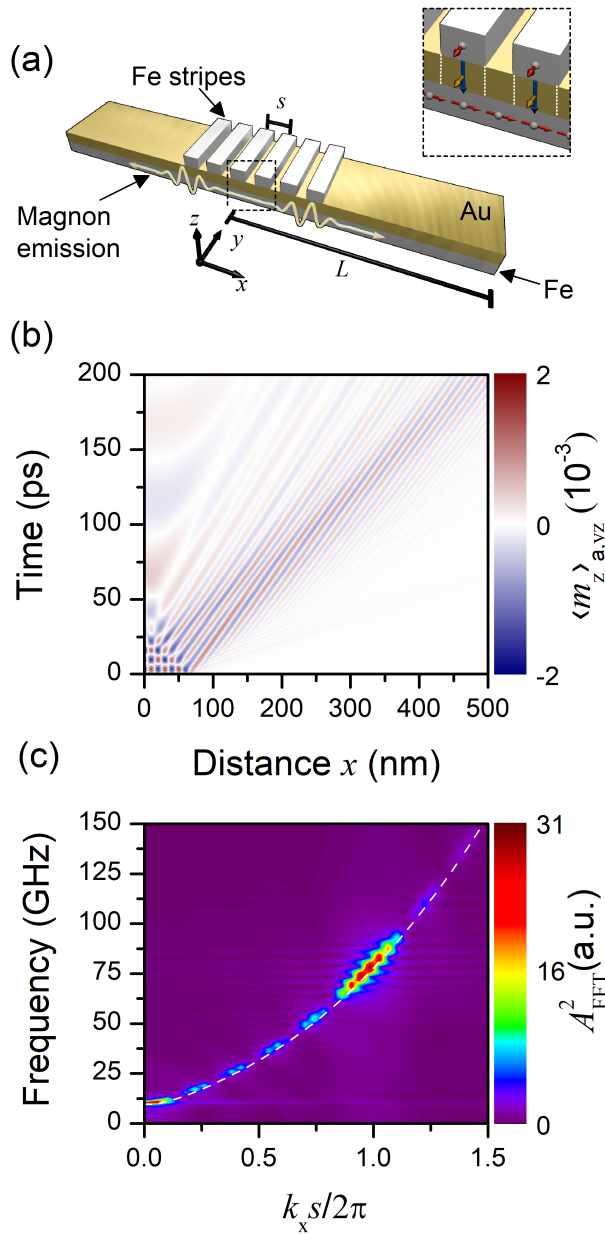 (a)
Fe stripes
s
Magnon
emission
Au
z
y
x
L
Fe
(b)
200
150
100
50
0
Time (ps)
0 100 200 300 400 500
Distance x (nm)
2
0
-2
⟨m_z⟩_a,yz (10⁻³)
(c)
150
125
100
75
50
25
0
Frequency (GHz)
0.0 0.5 1.0 1.5
k_x s/2π
31
16
0
A²_FFT (a.u.)